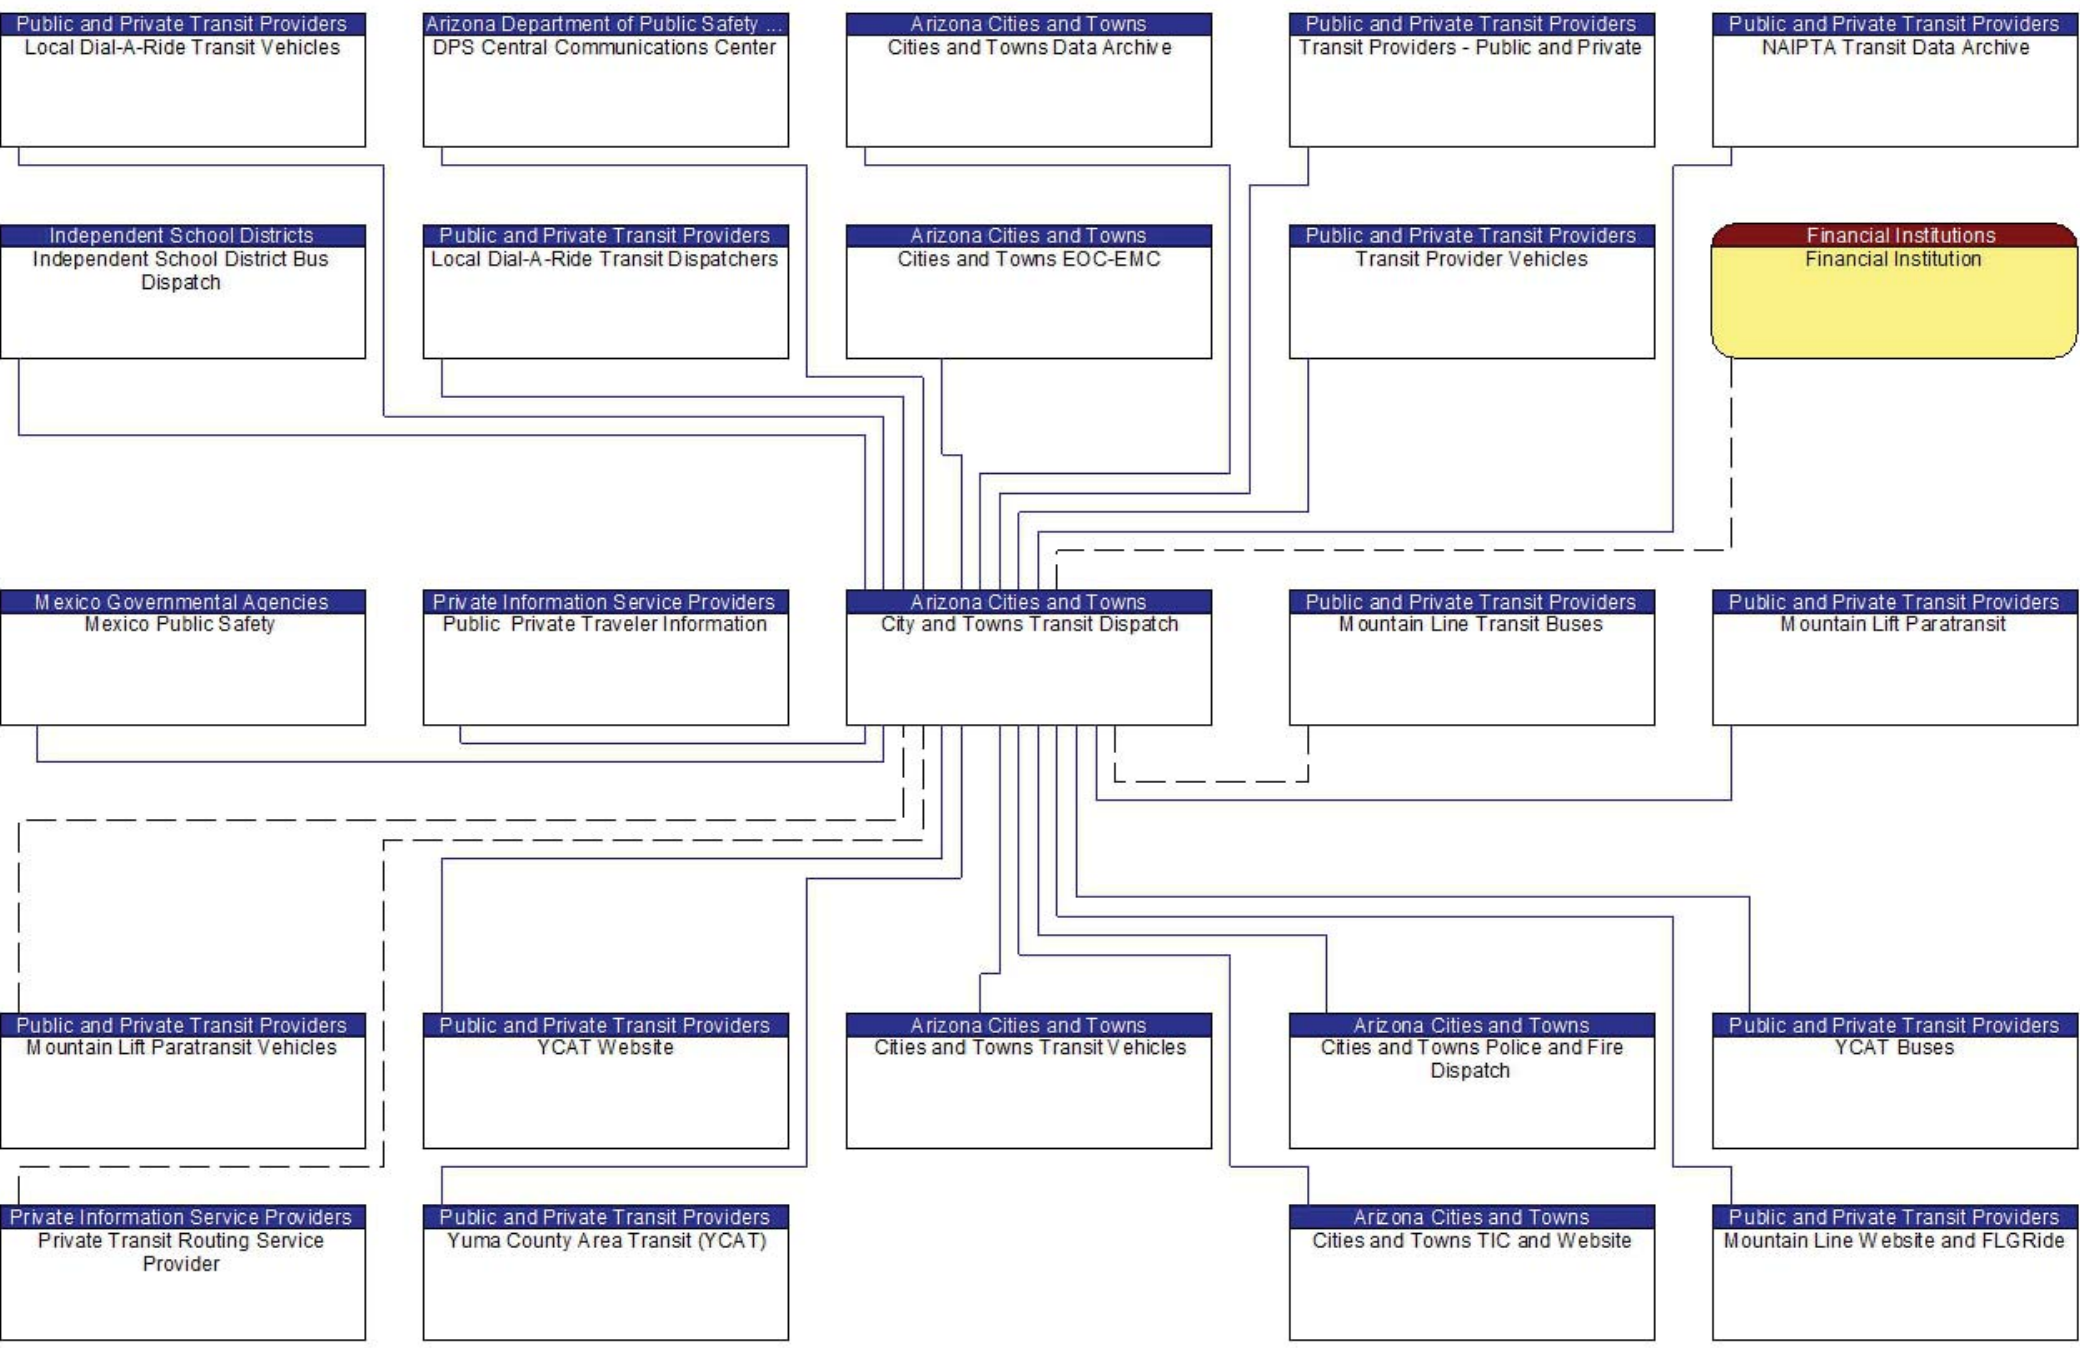 Public and Private Transit Providers
Local Dial-A-Ride Transit Vehicles
Arizona Department of Public Safety ...
DPS Central Communications Center
Arizona Cities and Towns
Cities and Towns Data Archive
Public and Private Transit Providers
Transit Providers - Public and Private
Public and Private Transit Providers
NAIPTA Transit Data Archive
Independent School Districts
Independent School District Bus
Dispatch
Public and Private Transit Providers
Local Dial-A-Ride Transit Dispatchers
Arizona Cities and Towns
Cities and Towns EOC-EMC
Public and Private Transit Providers
Transit Provider Vehicles
Financial Institutions
Financial Institution
Mexico Governmental Agencies
Mexico Public Safety
Private Information Service Providers
Public Private Traveler Information
Arizona Cities and Towns
City and Towns Transit Dispatch
Public and Private Transit Providers
Mountain Line Transit Buses
Public and Private Transit Providers
Mountain Lift Paratransit
Public and Private Transit Providers
Mountain Lift Paratransit Vehicles
Public and Private Transit Providers
YCAT Website
Arizona Cities and Towns
Cities and Towns Transit Vehicles
Arizona Cities and Towns
Cities and Towns Police and Fire
Dispatch
Public and Private Transit Providers
YCAT Buses
Private Information Service Providers
Private Transit Routing Service
Provider
Public and Private Transit Providers
Yuma County Area Transit (YCAT)
Arizona Cities and Towns
Cities and Towns TIC and Website
Public and Private Transit Providers
Mountain Line Website and FLGRide